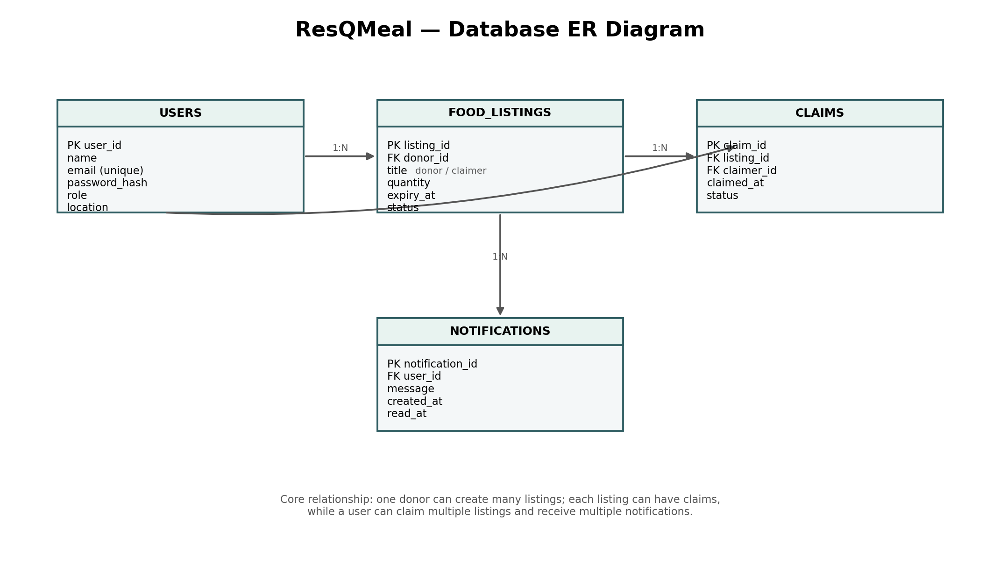 ResQMeal — Database ER Diagram
USERS
PK user_id
name
email (unique)
password_hash
role
location
1:N
FOOD_LISTINGS
PK listing_id
FK donor_id
title
donor / claimer
quantity
expiry_at
status
1:N
CLAIMS
PK claim_id
FK listing_id
FK claimer_id
claimed_at
status
1:N
NOTIFICATIONS
PK notification_id
FK user_id
message
created_at
read_at
Core relationship: one donor can create many listings; each listing can have claims,
while a user can claim multiple listings and receive multiple notifications.